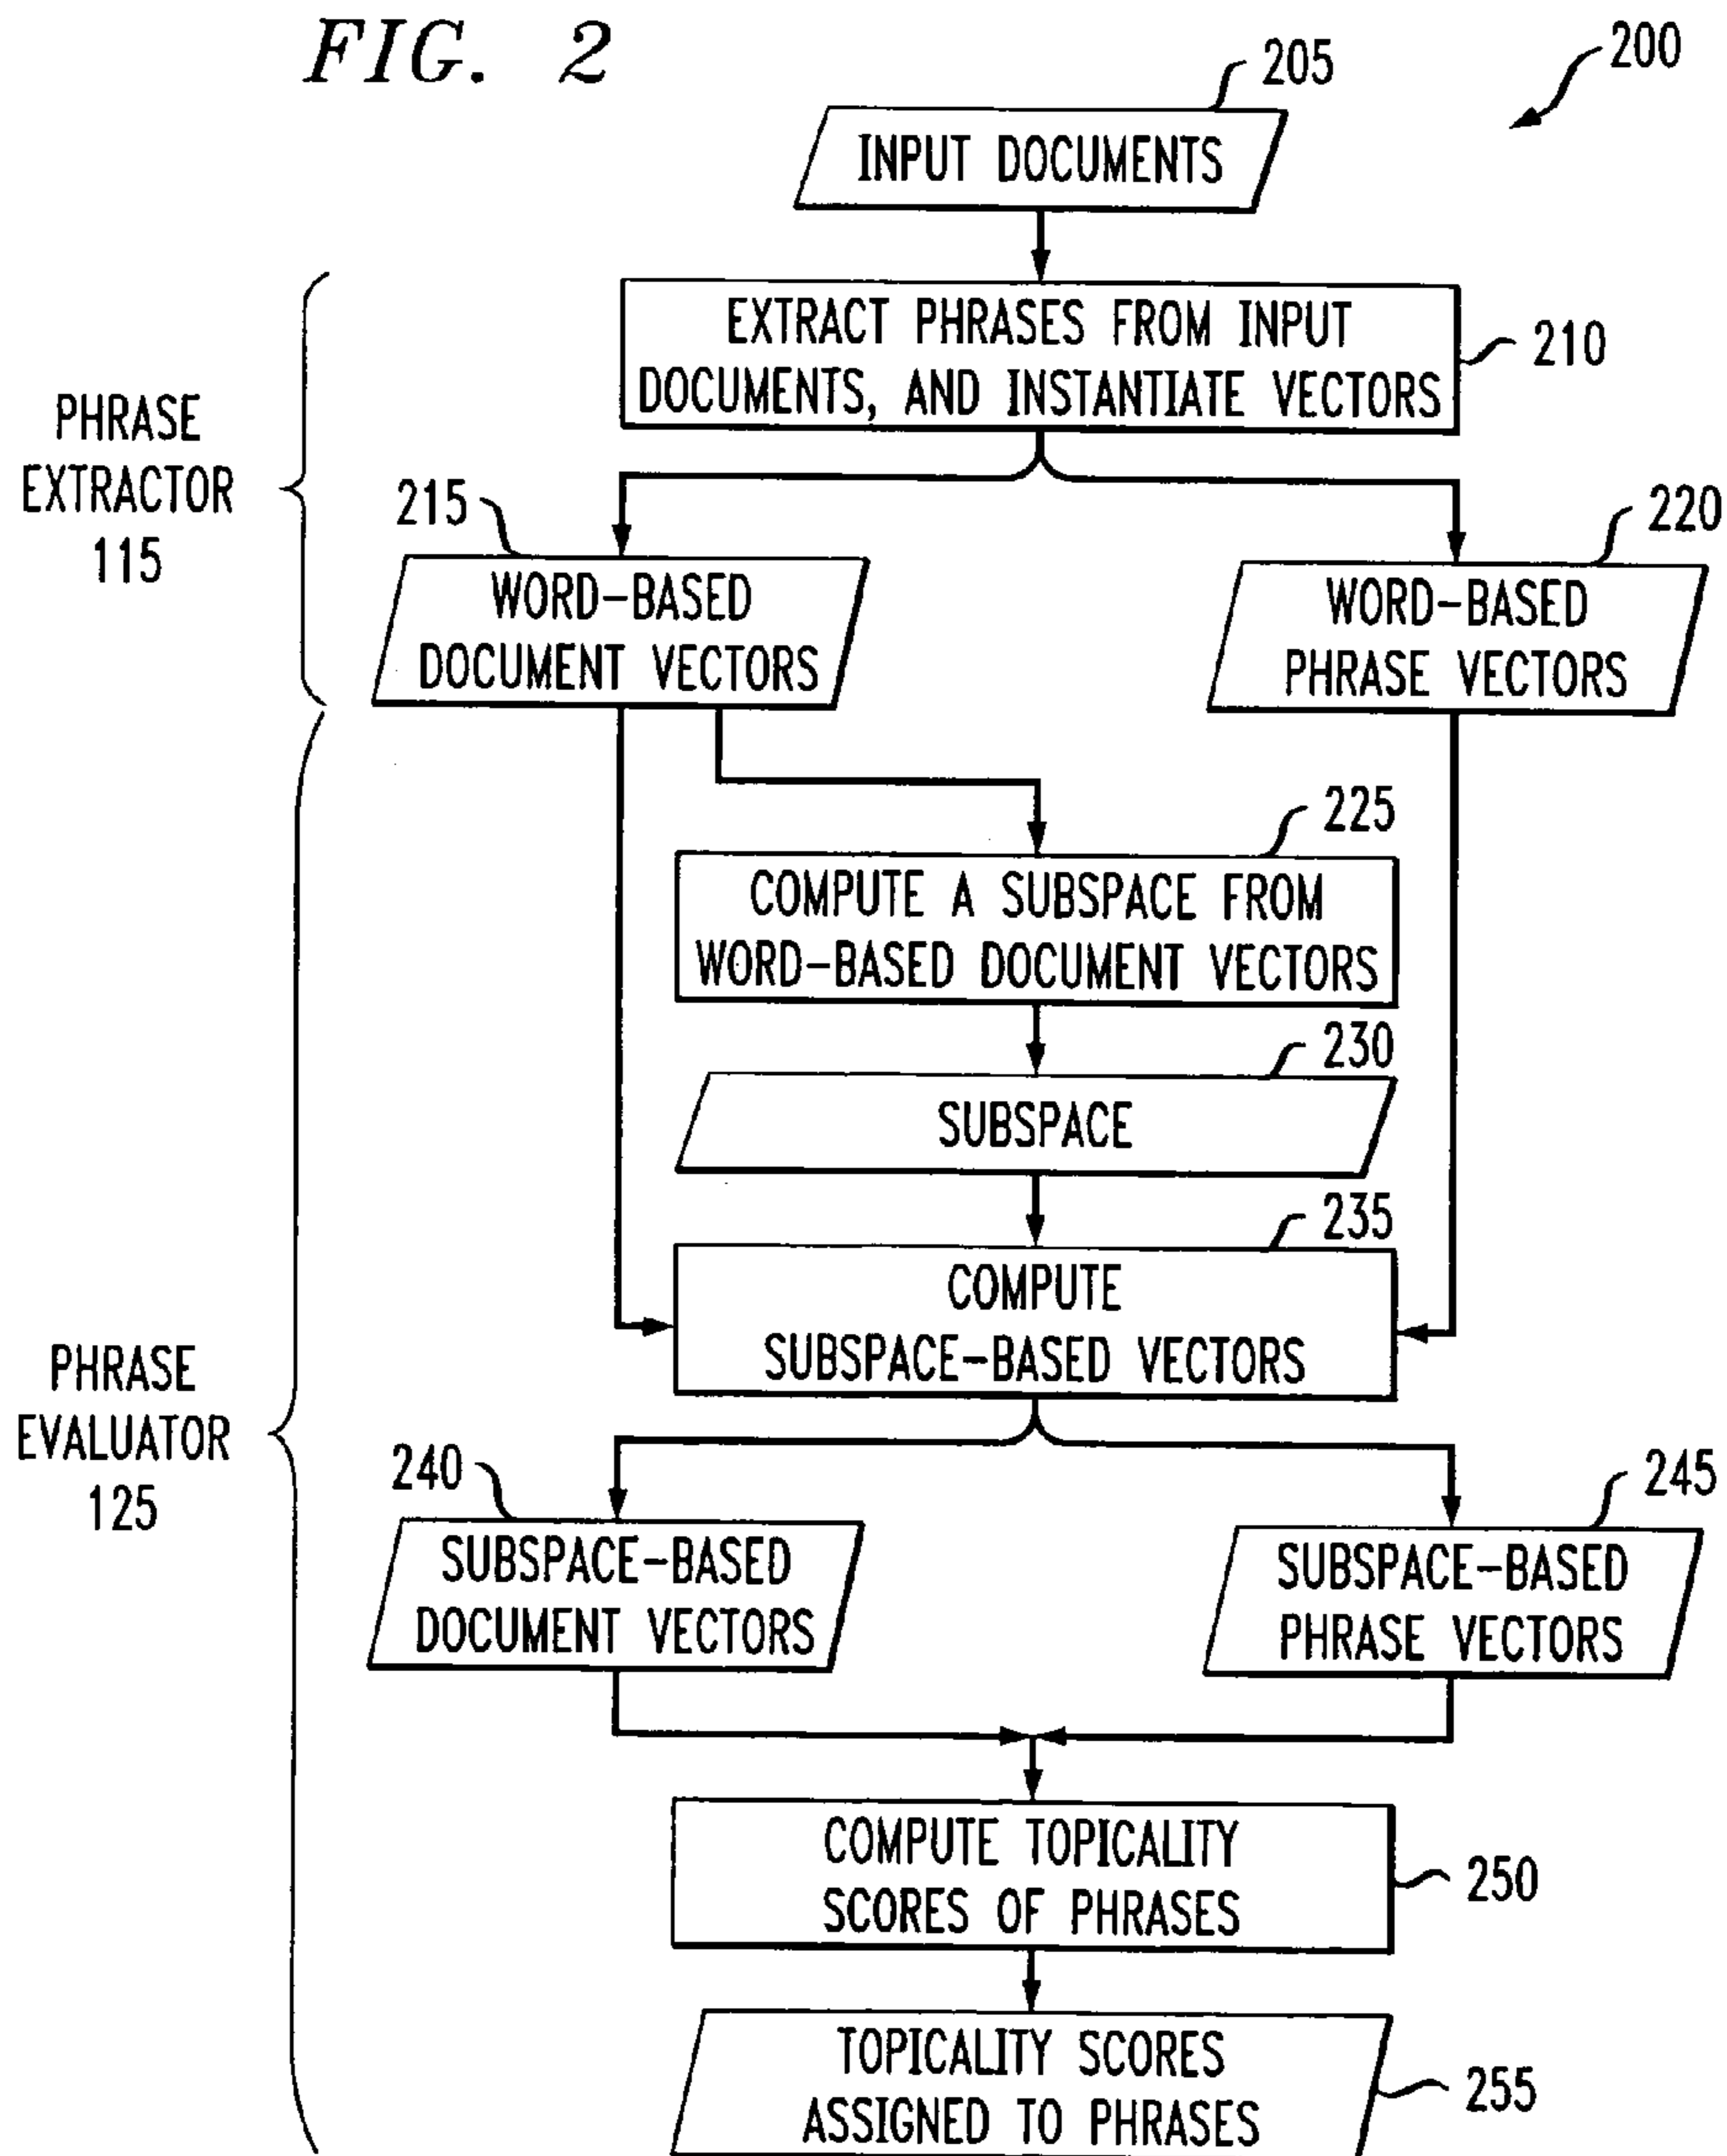 FIG. 2
200
205
INPUT DOCUMENTS
EXTRACT PHRASES FROM INPUT
DOCUMENTS, AND INSTANTIATE VECTORS
210
PHRASE
EXTRACTOR
115
215
WORD-BASED
DOCUMENT VECTORS
220
WORD-BASED
PHRASE VECTORS
225
COMPUTE A SUBSPACE FROM
WORD-BASED DOCUMENT VECTORS
230
SUBSPACE
235
COMPUTE
SUBSPACE-BASED VECTORS
PHRASE
EVALUATOR
125
240
SUBSPACE-BASED
DOCUMENT VECTORS
245
SUBSPACE-BASED
PHRASE VECTORS
COMPUTE TOPICALITY
SCORES OF PHRASES
250
TOPICALITY SCORES
ASSIGNED TO PHRASES
255